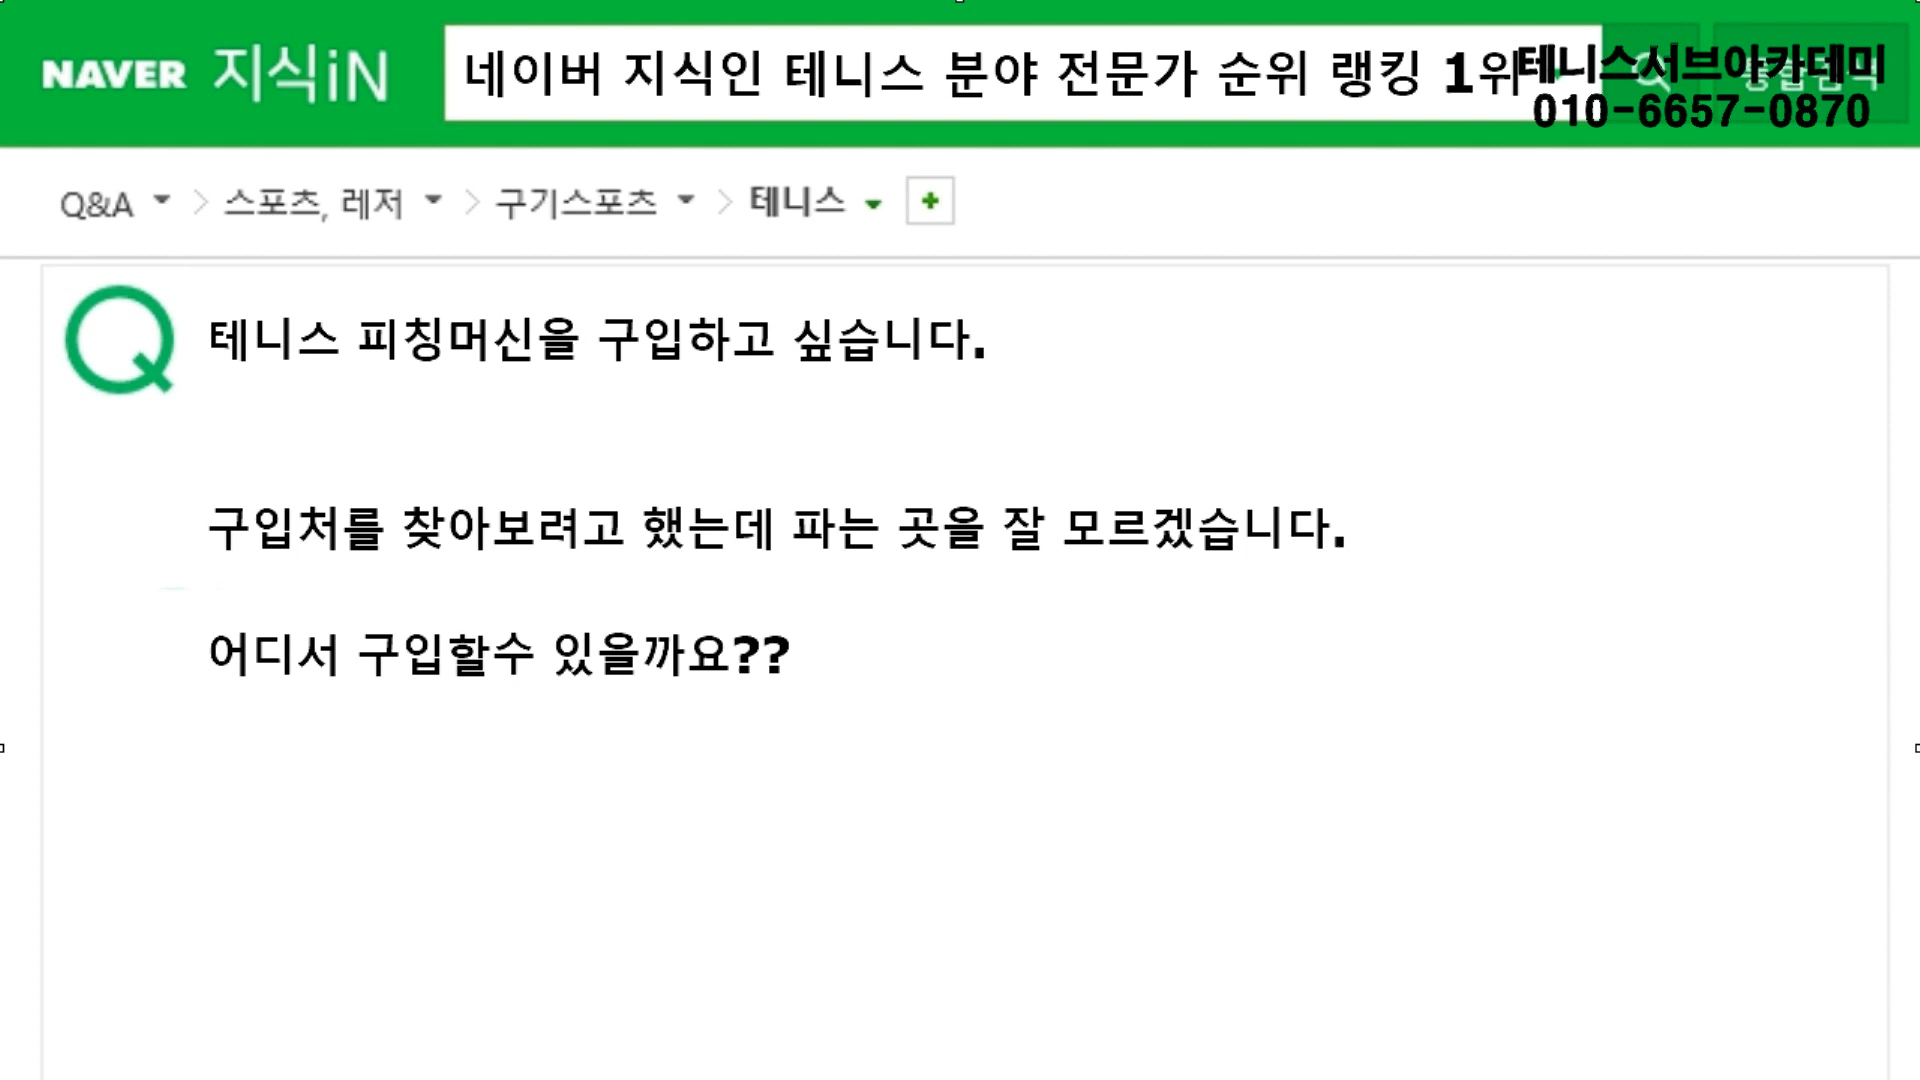 NAVER 지식iN
네이버 지식인 테니스 분야 전문가 순위 랭킹 1위
테니스서브아카데미
010-6657-0870
Q&A > 스포츠, 레저 > 구기스포츠 > 테니스 +
Q 테니스 피칭머신을 구입하고 싶습니다.
구입처를 찾아보려고 했는데 파는 곳을 잘 모르겠습니다.
어디서 구입할수 있을까요??